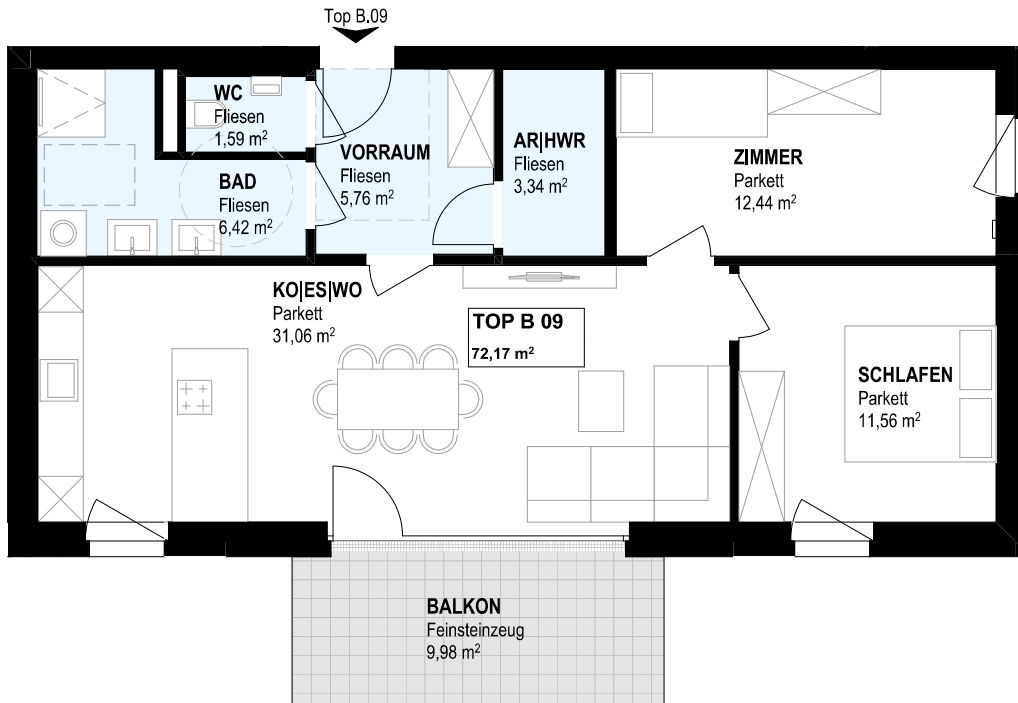 Top B.09
WC
Fliesen
1,59 m²
VORRAUM
Fliesen
5,76 m²
AR|HWR
Fliesen
3,34 m²
ZIMMER
Parkett
12,44 m²
BAD
Fliesen
6,42 m²
KO|ES|WO
Parkett
31,06 m²
TOP B 09
72,17 m²
SCHLAFEN
Parkett
11,56 m²
BALKON
Feinsteinzeug
9,98 m²